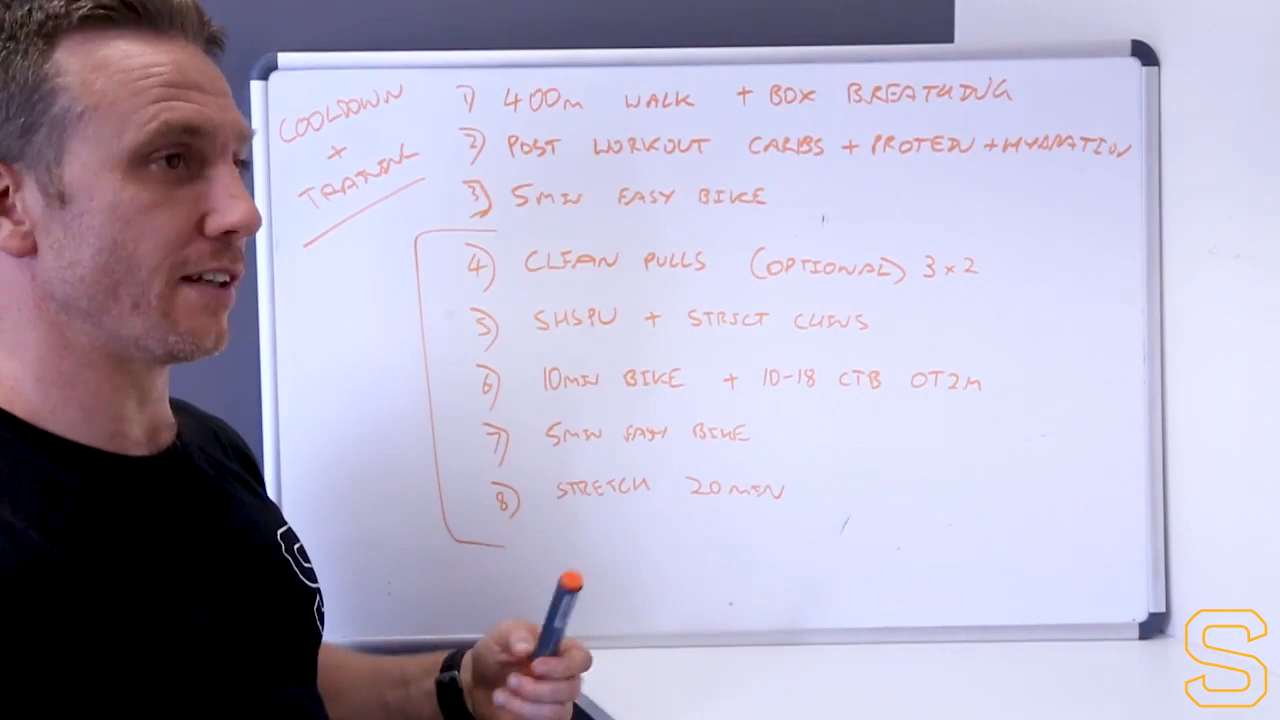 COOLDOWN
+
TRAINING
1) 400m WALK + BOX BREATHING
2) POST WORKOUT CARBS + PROTEIN + HYDRATION
3) 5MIN EASY BIKE
4) CLEAN PULLS (OPTIONAL) 3 x 2
5) SHSPU + STRICT CHINS
6) 10MIN BIKE + 10-18 CTB OT2M
7) 5MIN EASY BIKE
8) STRETCH 20 MIN
S